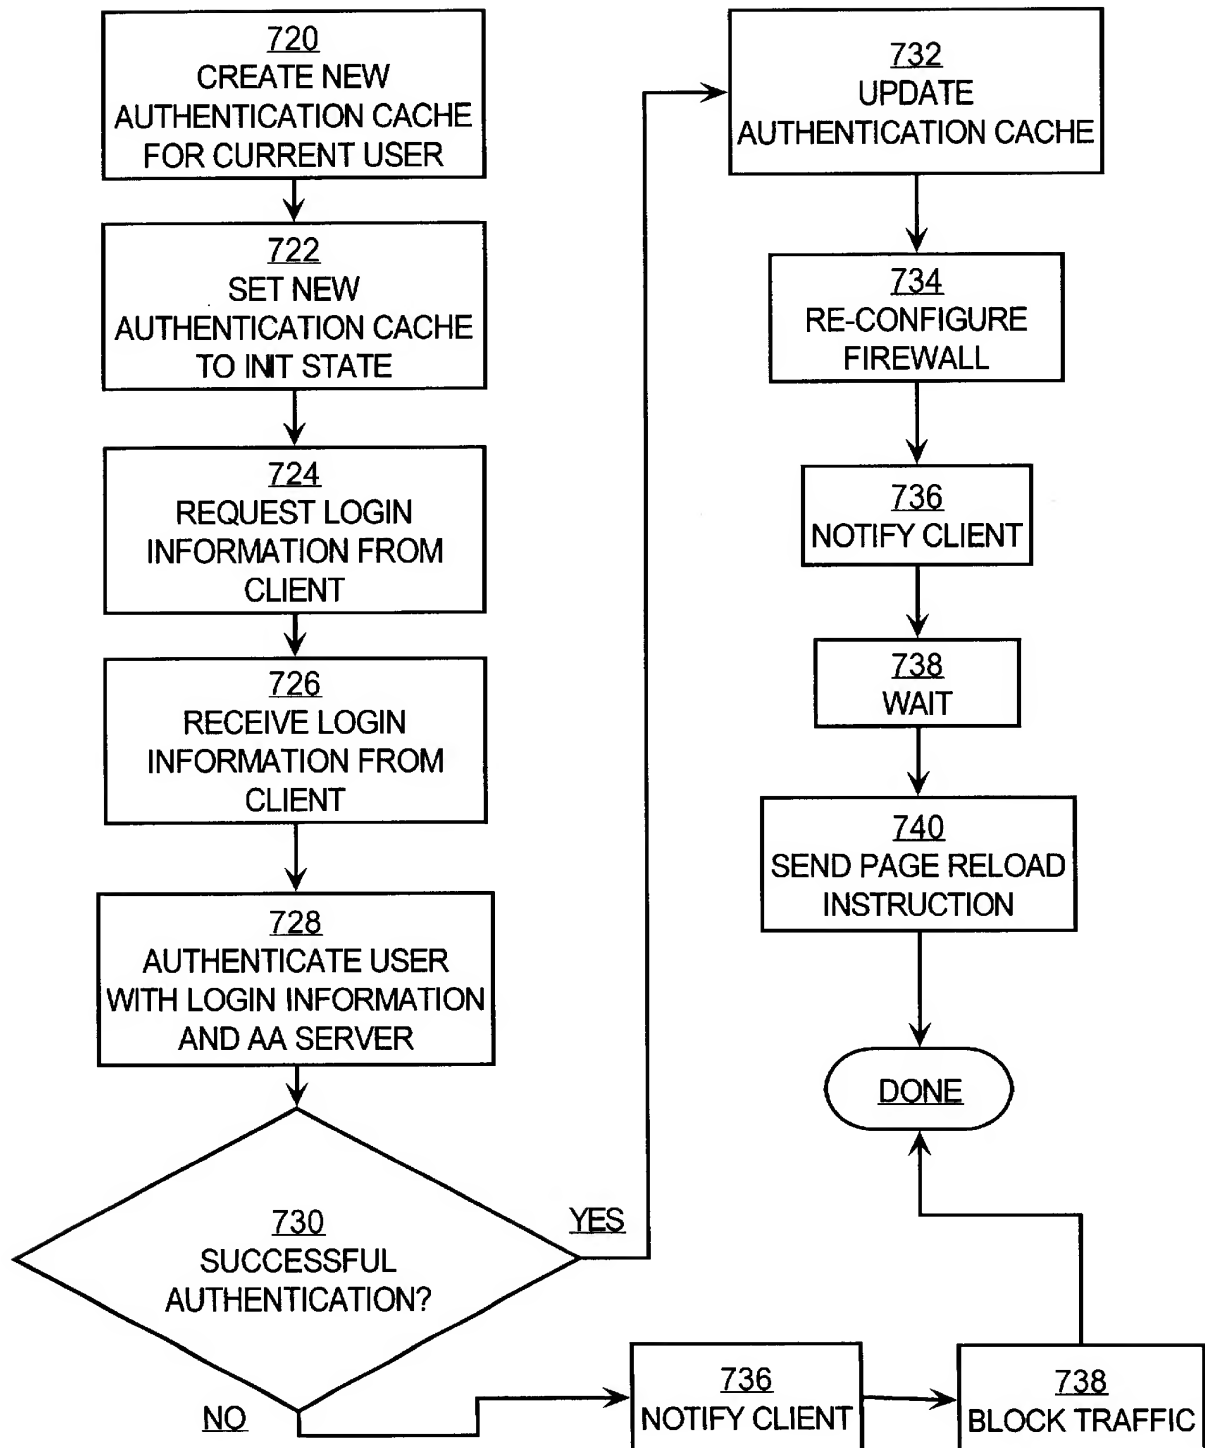 720
CREATE NEW
AUTHENTICATION CACHE
FOR CURRENT USER
722
SET NEW
AUTHENTICATION CACHE
TO INIT STATE
724
REQUEST LOGIN
INFORMATION FROM
CLIENT
726
RECEIVE LOGIN
INFORMATION FROM
CLIENT
728
AUTHENTICATE USER
WITH LOGIN INFORMATION
AND AA SERVER
730
SUCCESSFUL
AUTHENTICATION?
YES
NO
732
UPDATE
AUTHENTICATION CACHE
734
RE-CONFIGURE
FIREWALL
736
NOTIFY CLIENT
738
WAIT
740
SEND PAGE RELOAD
INSTRUCTION
DONE
736
NOTIFY CLIENT
738
BLOCK TRAFFIC